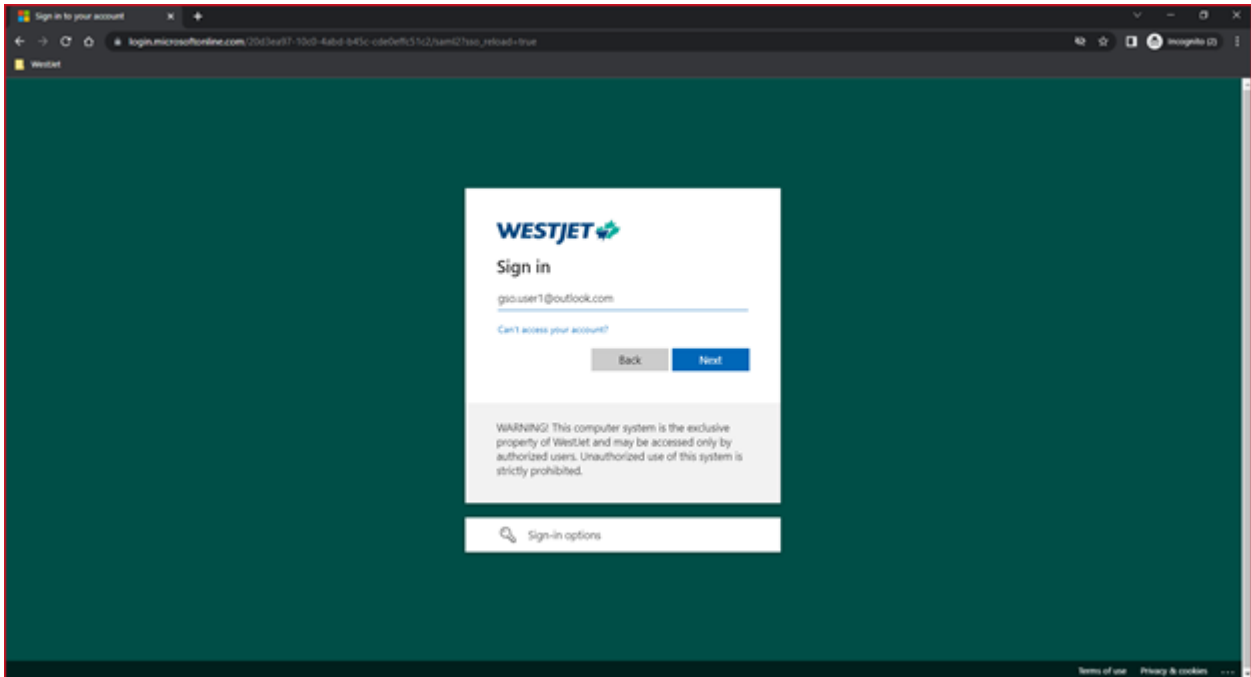 Sign in to your account
login.microsoftonline.com
Incognito (2)
WestJet
WESTJET
Sign in
gso.user1@outlook.com
Can't access your account?
Back Next
WARNING! This computer system is the exclusive
property of WestJet and may be accessed only by
authorized users. Unauthorized use of this system is
strictly prohibited.
Sign-in options
Terms of use Privacy & cookies ...